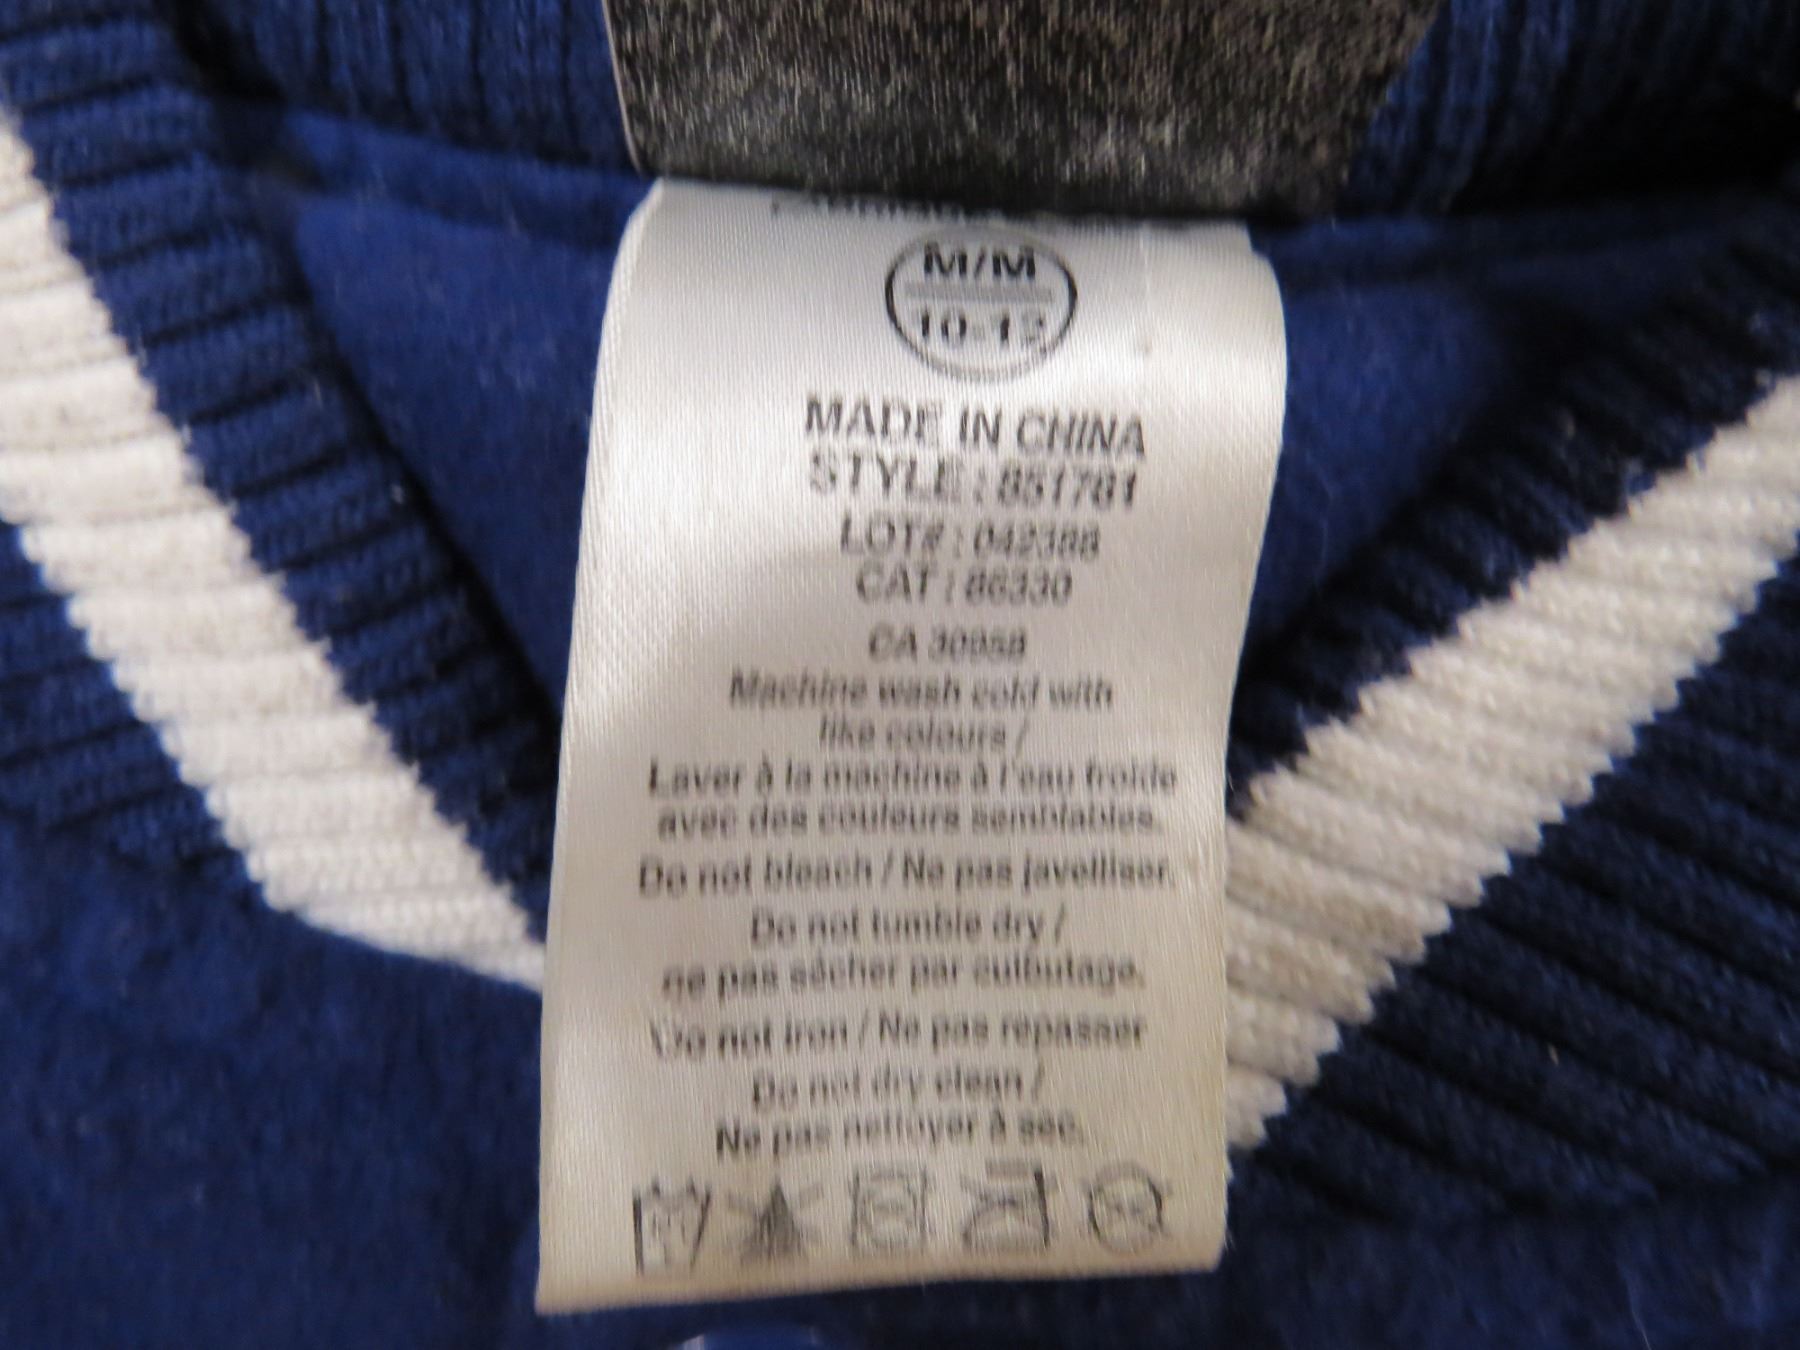 M/M
10-12
MADE IN CHINA
STYLE : 851781
LOT# : 042388
CAT : 86330
CA 30958
Machine wash cold with
like colours /
Laver à la machine à l'eau froide
avec des couleurs semblables.
Do not bleach / Ne pas javelliser.
Do not tumble dry /
ne pas sécher par culbutage.
Do not iron / Ne pas repasser
Do not dry clean /
Ne pas nettoyer à sec.